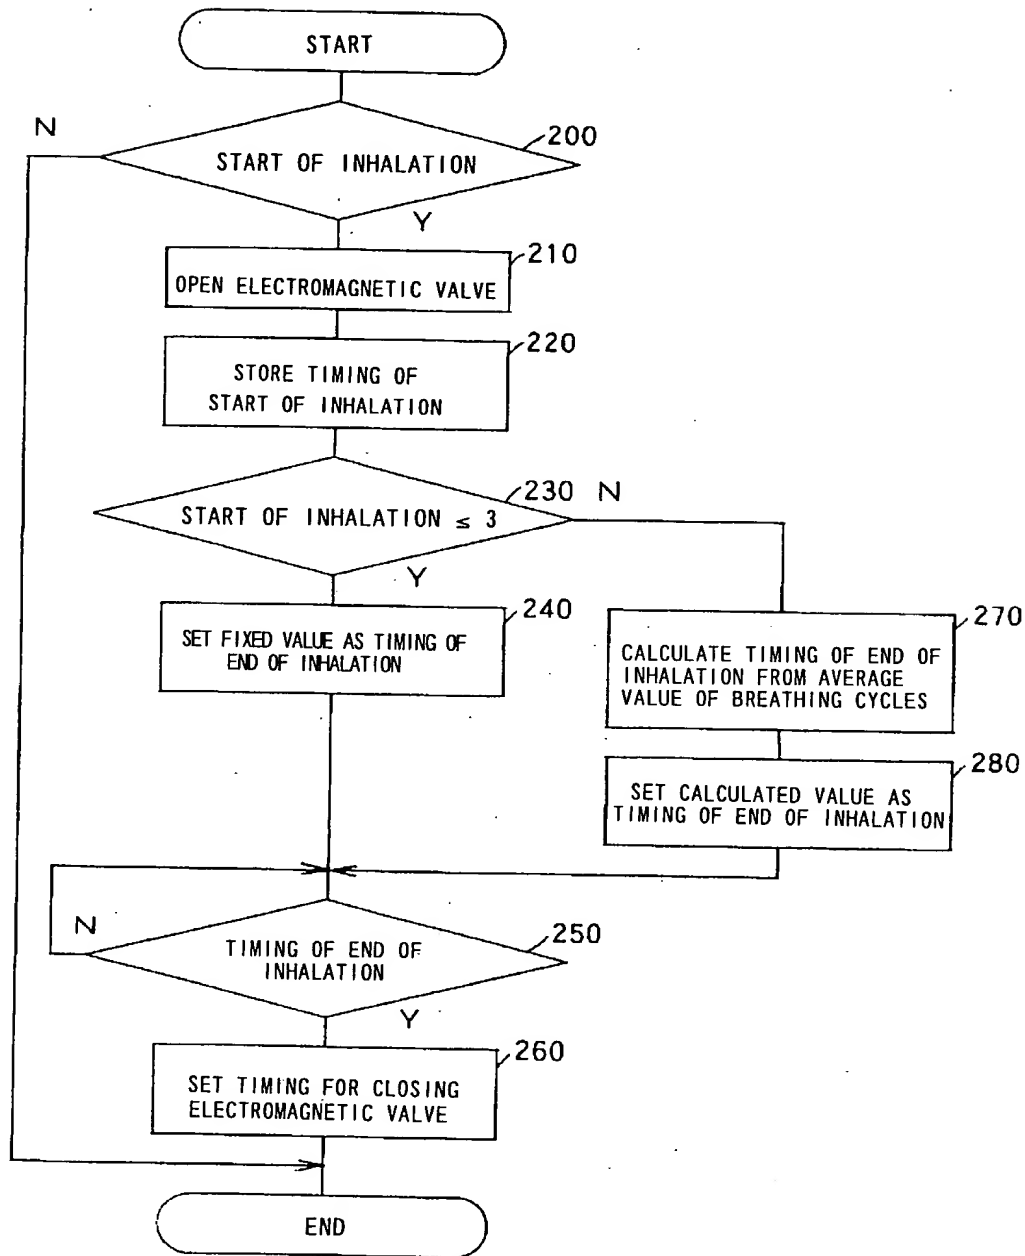 START
N
200
START OF INHALATION
Y
210
OPEN ELECTROMAGNETIC VALVE
220
STORE TIMING OF
START OF INHALATION
230
N
START OF INHALATION ≤ 3
Y
240
SET FIXED VALUE AS TIMING OF
END OF INHALATION
270
CALCULATE TIMING OF END OF
INHALATION FROM AVERAGE
VALUE OF BREATHING CYCLES
280
SET CALCULATED VALUE AS
TIMING OF END OF INHALATION
N
250
TIMING OF END OF
INHALATION
Y
260
SET TIMING FOR CLOSING
ELECTROMAGNETIC VALVE
END